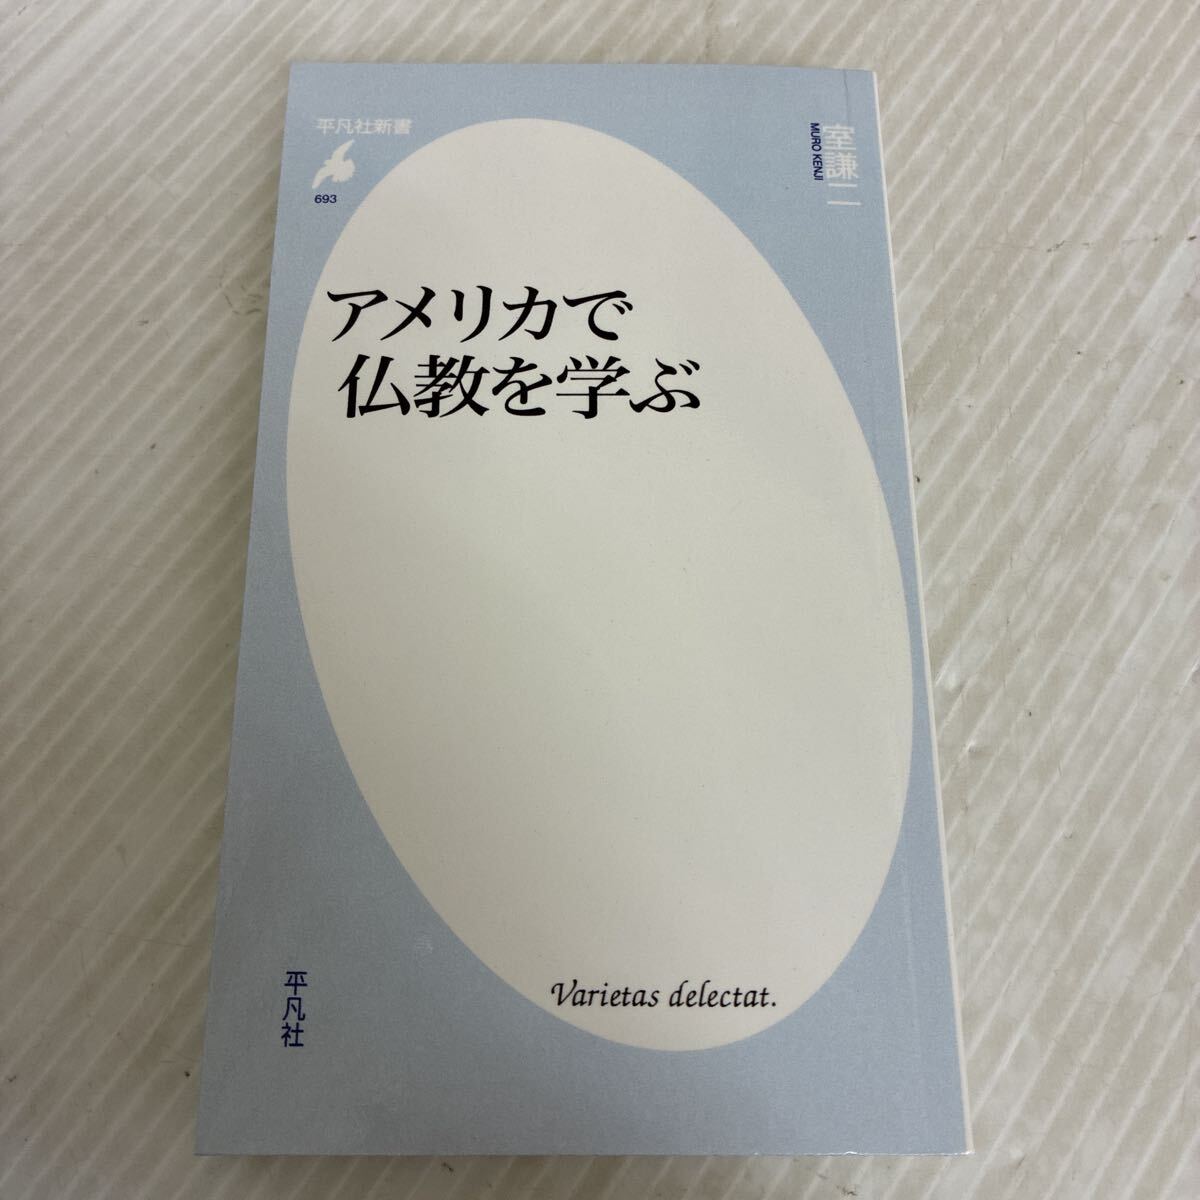 平凡社新書
693
室謙二
MURO KENJI
アメリカで
仏教を学ぶ
Varietas delectat.
平凡社